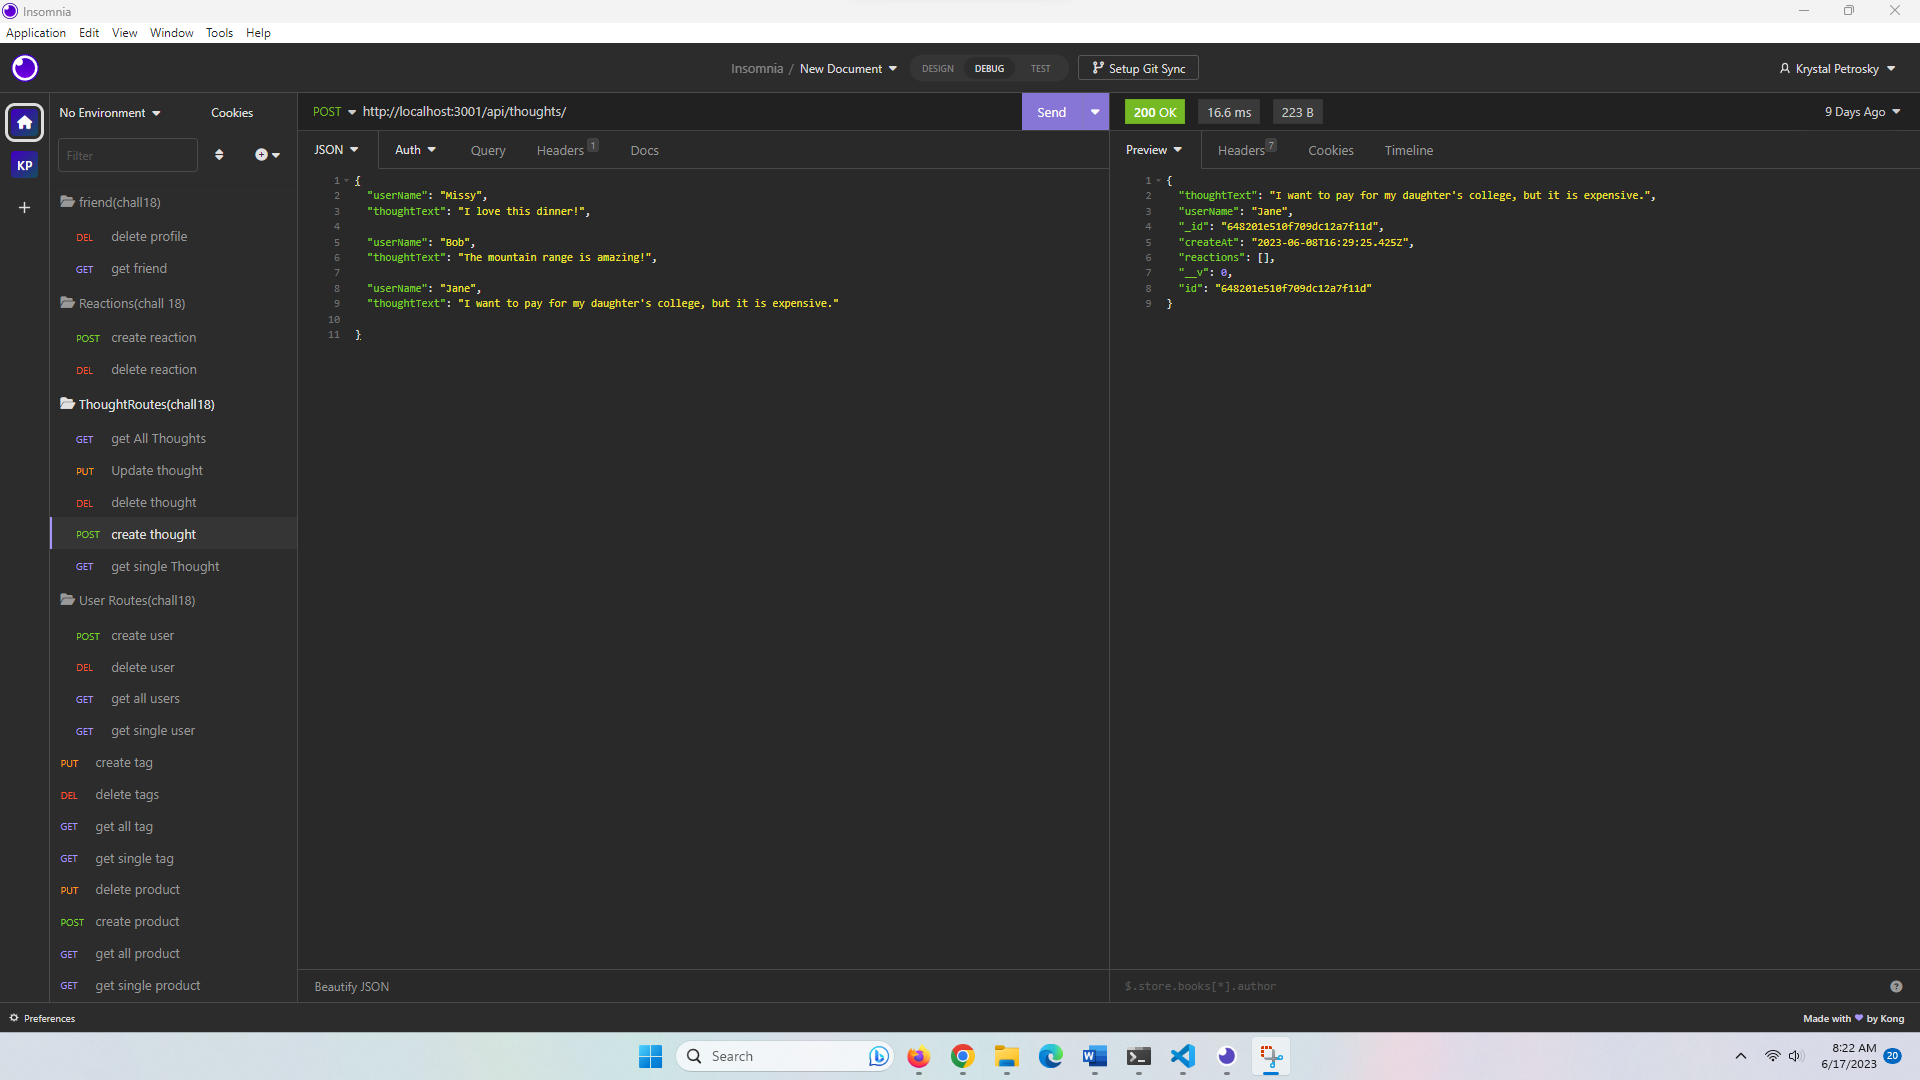 Insomnia
Application Edit View Window Tools Help
Insomnia / New Document DESIGN DEBUG TEST Setup Git Sync Krystal Petrosky
No Environment Cookies
Filter
KP
friend(chall18)
DEL delete profile
GET get friend
Reactions(chall 18)
POST create reaction
DEL delete reaction
ThoughtRoutes(chall18)
GET get All Thoughts
PUT Update thought
DEL delete thought
POST create thought
GET get single Thought
User Routes(chall18)
POST create user
DEL delete user
GET get all users
GET get single user
PUT create tag
DEL delete tags
GET get all tag
GET get single tag
PUT delete product
POST create product
GET get all product
GET get single product
POST http://localhost:3001/api/thoughts/ Send
JSON Auth Query Headers 1 Docs
1 {
2 "userName": "Missy",
3 "thoughtText": "I love this dinner!",
4
5 "userName": "Bob",
6 "thoughtText": "The mountain range is amazing!",
7
8 "userName": "Jane",
9 "thoughtText": "I want to pay for my daughter's college, but it is expensive."
10
11 }
Beautify JSON
200 OK 16.6 ms 223 B 9 Days Ago
Preview Headers 7 Cookies Timeline
1 {
2 "thoughtText": "I want to pay for my daughter's college, but it is expensive.",
3 "userName": "Jane",
4 "_id": "648201e510f709dc12a7f11d",
5 "createAt": "2023-06-08T16:29:25.425Z",
6 "reactions": [],
7 "__v": 0,
8 "id": "648201e510f709dc12a7f11d"
9 }
$.store.books[*].author
Preferences
Made with by Kong
Search
8:22 AM
6/17/2023
20